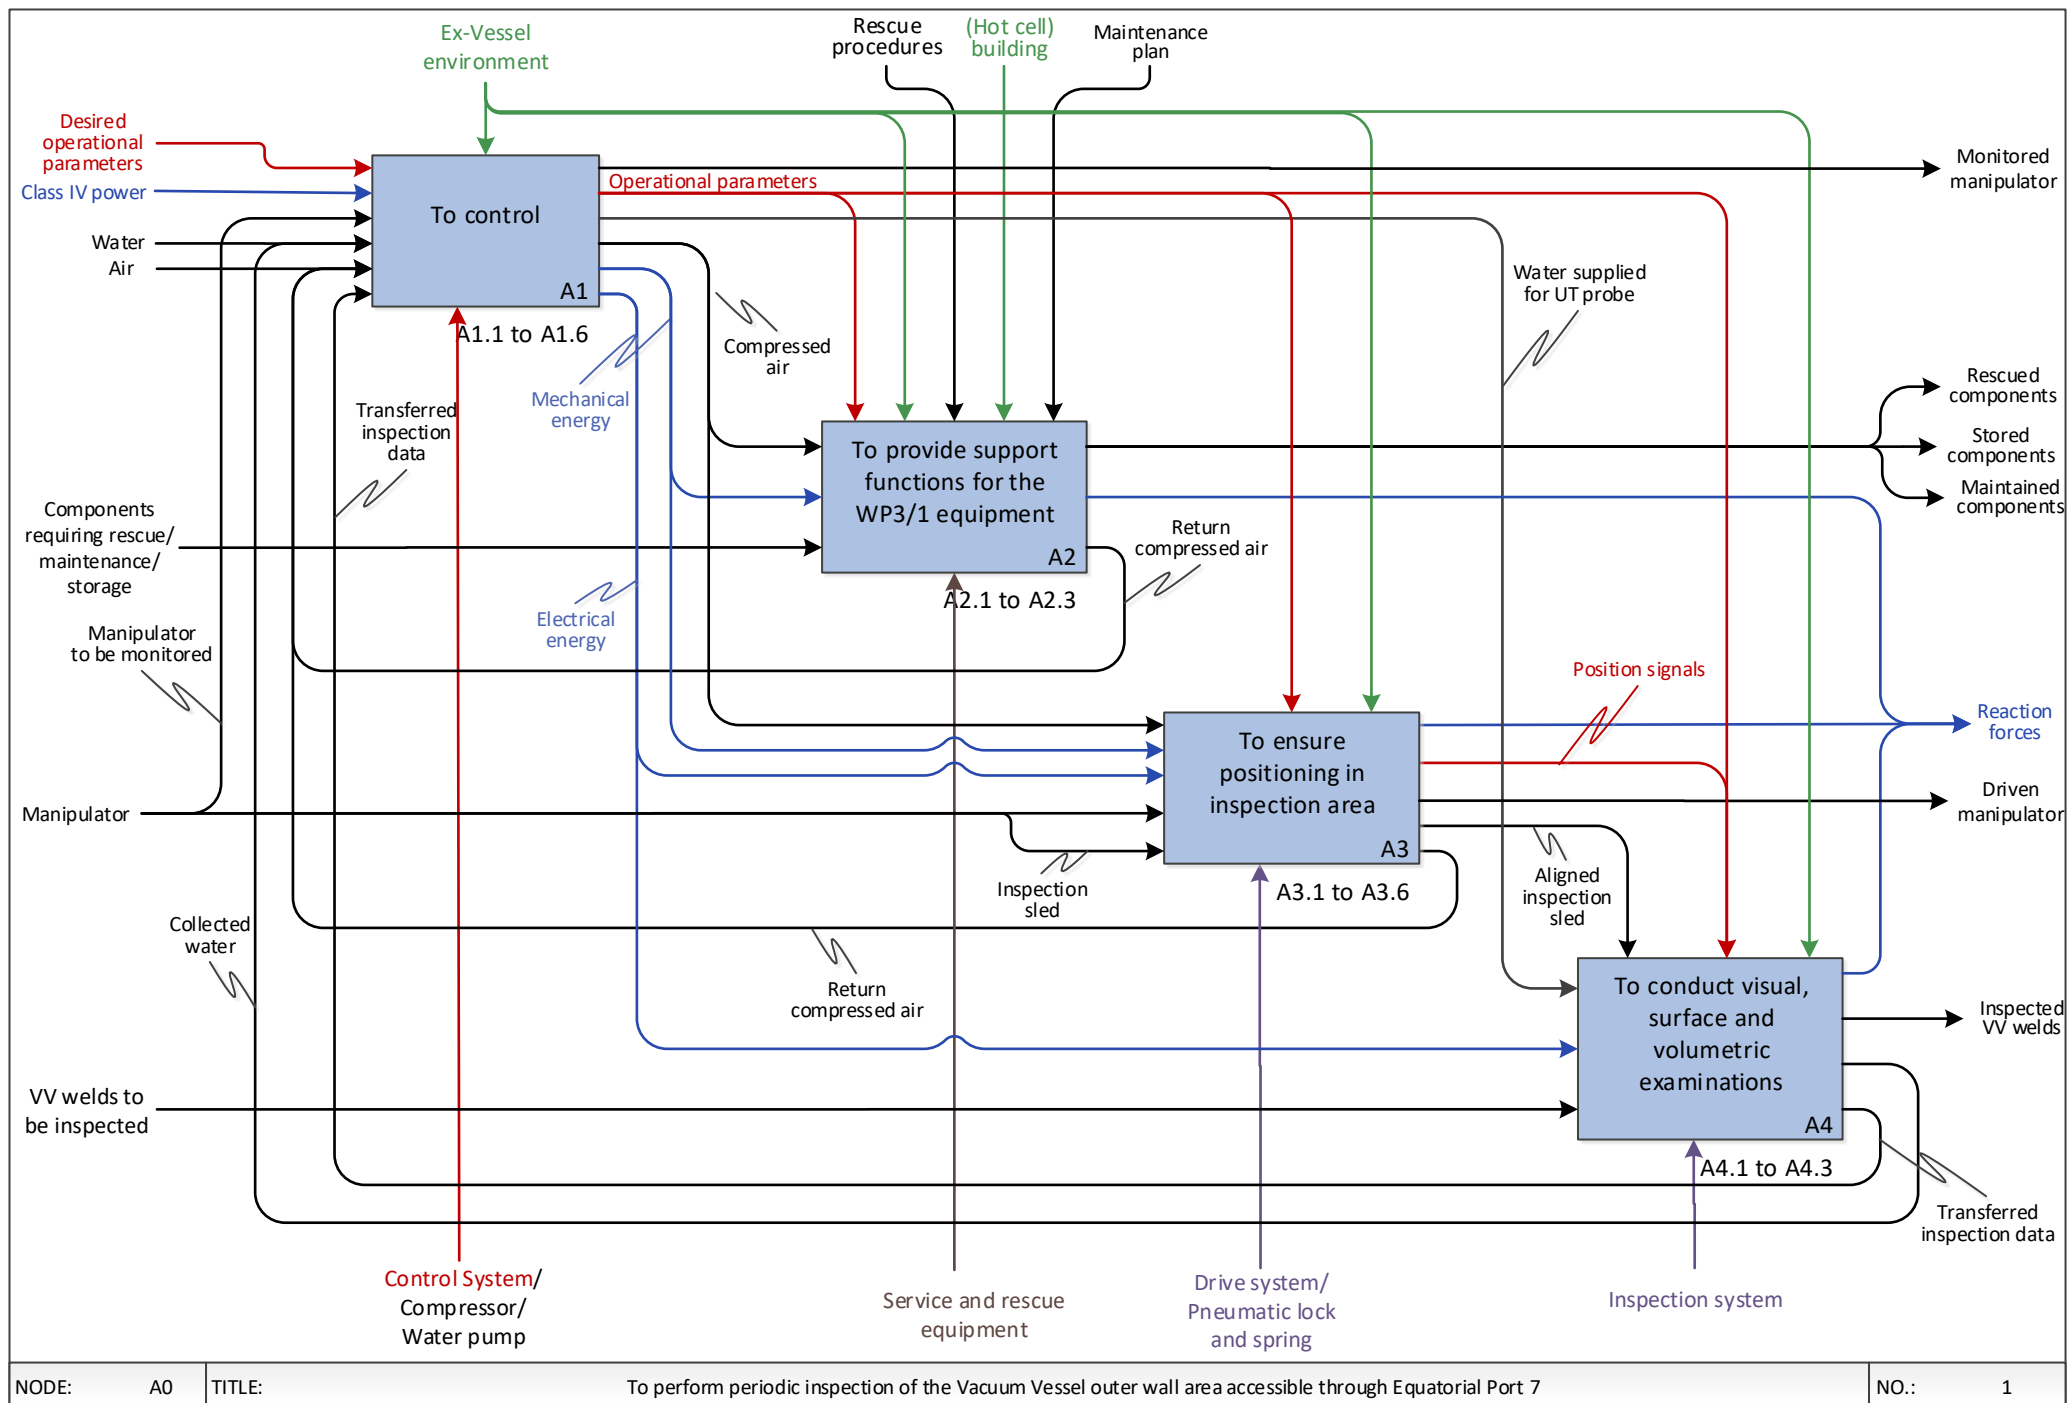 Ex-Vessel
environment
Rescue
procedures
(Hot cell)
building
Maintenance
plan
Desired
operational
parameters
Class IV power
Water
Air
To control
A1
A1.1 to A1.6
Operational parameters
Monitored
manipulator
Water supplied
for UT probe
Compressed
air
Mechanical
energy
Transferred
inspection
data
Rescued
components
Stored
components
Maintained
components
To provide support
functions for the
WP3/1 equipment
A2
A2.1 to A2.3
Return
compressed air
Components
requiring rescue/
maintenance/
storage
Electrical
energy
Manipulator
to be monitored
Position signals
Reaction
forces
To ensure
positioning in
inspection area
A3
A3.1 to A3.6
Driven
manipulator
Manipulator
Inspection
sled
Aligned
inspection
sled
Collected
water
Return
compressed air
To conduct visual,
surface and
volumetric
examinations
A4
A4.1 to A4.3
Inspected
VV welds
VV welds to
be inspected
Transferred
inspection data
Control System/
Compressor/
Water pump
Service and rescue
equipment
Drive system/
Pneumatic lock
and spring
Inspection system
NODE: A0 TITLE: To perform periodic inspection of the Vacuum Vessel outer wall area accessible through Equatorial Port 7 NO.: 1